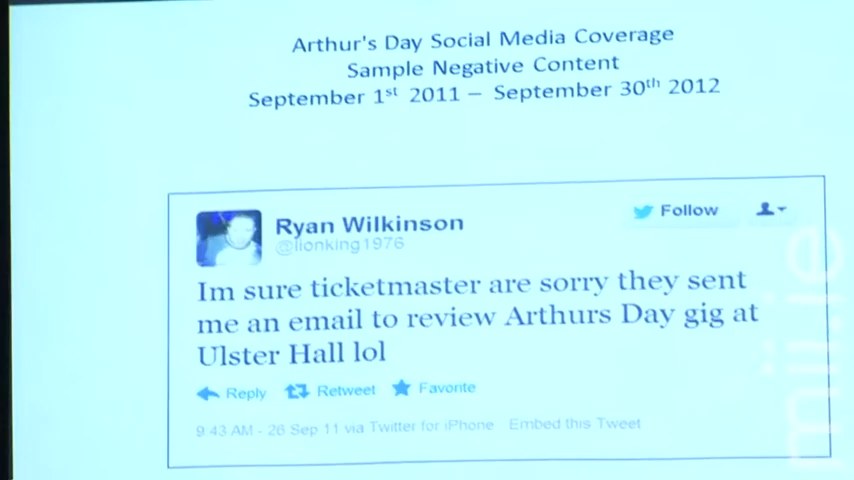 Arthur's Day Social Media Coverage
Sample Negative Content
September 1st 2011 – September 30th 2012
Ryan Wilkinson
@lionking1976
Follow
Im sure ticketmaster are sorry they sent
me an email to review Arthurs Day gig at
Ulster Hall lol
Reply Retweet Favorite
9:43 AM - 26 Sep 11 via Twitter for iPhone Embed this Tweet
mii.ie